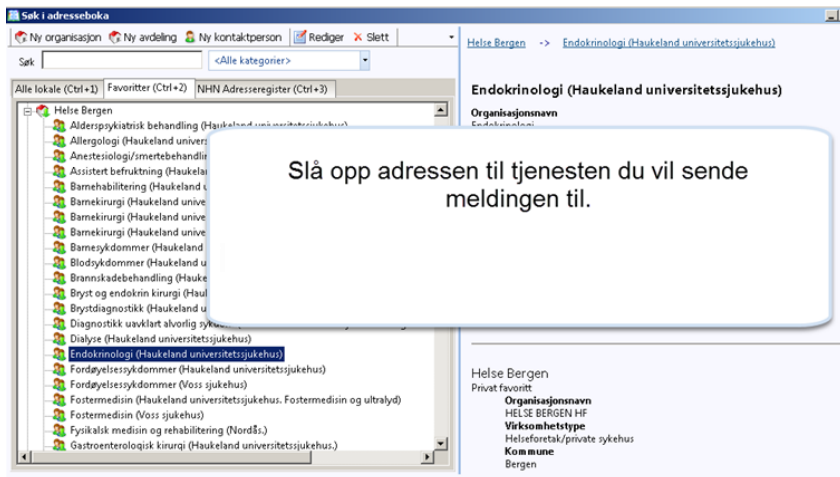 Søk i adresseboka
Ny organisasjon Ny avdeling Ny kontaktperson Rediger Slett
Søk <Alle kategorier>
Alle lokale (Ctrl+1) Favoritter (Ctrl+2) NHN Adresseregister (Ctrl+3)
Helse Bergen
Alderspsykiatrisk behandling (Haukeland universitetssjukehus)
Allergologi (Haukeland univers
Anestesiologi/smertebehandlin
Assistert befruktning (Haukela
Barnehabilitering (Haukeland u
Barnekirurgi (Haukeland unive
Barnekirurgi (Haukeland unive
Barnekirurgi (Haukeland unive
Barnesykdommer (Haukeland
Blodsykdommer (Haukeland u
Brannskadebehandling (Hauke
Bryst og endokrin kirurgi (Haul
Brystdiagnostikk (Haukeland u
Diagnostikk uavklart alvorlig
Dialyse (Haukeland universitetssjukehus)
Endokrinologi (Haukeland universitetssjukehus)
Fordøyelsessykdommer (Haukeland universitetssjukehus)
Fordøyelsessykdommer (Voss sjukehus)
Fostermedisin (Haukeland universitetssjukehus. Fostermedisin og ultralyd)
Fostermedisin (Voss sjukehus)
Fysikalsk medisin og rehabilitering (Nordås.)
Gastroenterologisk kirurgi (Haukeland universitetssjukehus.)
Helse Bergen -> Endokrinologi (Haukeland universitetssjukehus)
Endokrinologi (Haukeland universitetssjukehus)
Organisasjonsnavn
Endokrinologi
Slå opp adressen til tjenesten du vil sende
meldingen til.
Helse Bergen
Privat favoritt
Organisasjonsnavn
HELSE BERGEN HF
Virksomhetstype
Helseforetak/private sykehus
Kommune
Bergen